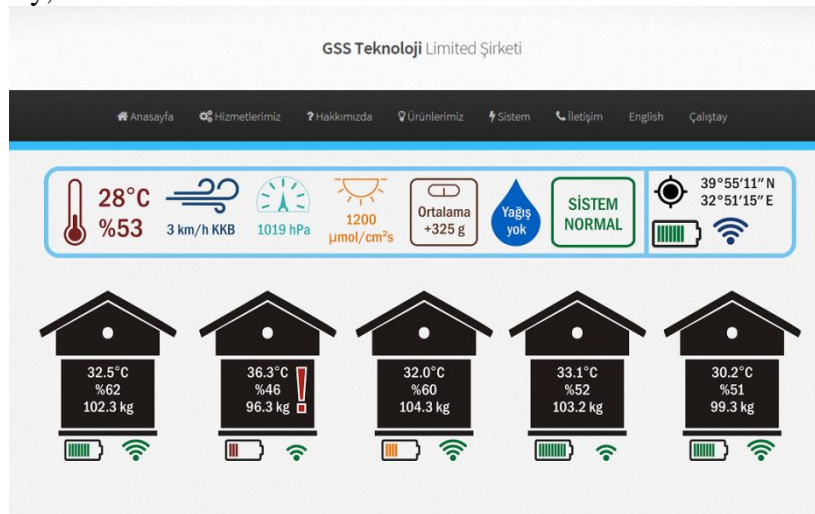 y,
GSS Teknoloji Limited Şirketi
Anasayfa Hizmetlerimiz ? Hakkımızda Ürünlerimiz Sistem İletişim English Çalıştay
28°C
%53
3 km/h KKB
1019 hPa
1200
µmol/cm²s
Ortalama
+325 g
Yağış
yok
SİSTEM
NORMAL
39°55'11" N
32°51'15" E
32.5°C
%62
102.3 kg
36.3°C
%46
96.3 kg
!
32.0°C
%60
104.3 kg
33.1°C
%52
103.2 kg
30.2°C
%51
99.3 kg